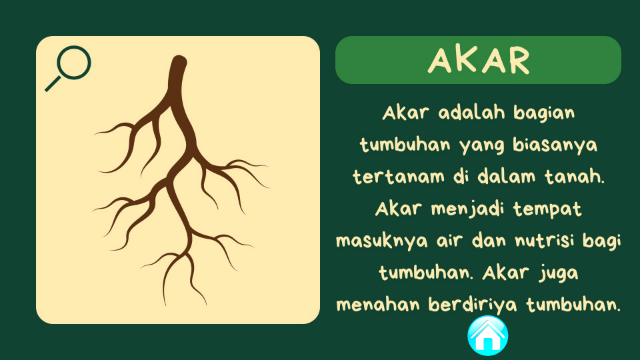 AKAR
Akar adalah bagian
tumbuhan yang biasanya
tertanam di dalam tanah.
Akar menjadi tempat
masuknya air dan nutrisi bagi
tumbuhan. Akar juga
menahan berdiriya tumbuhan.